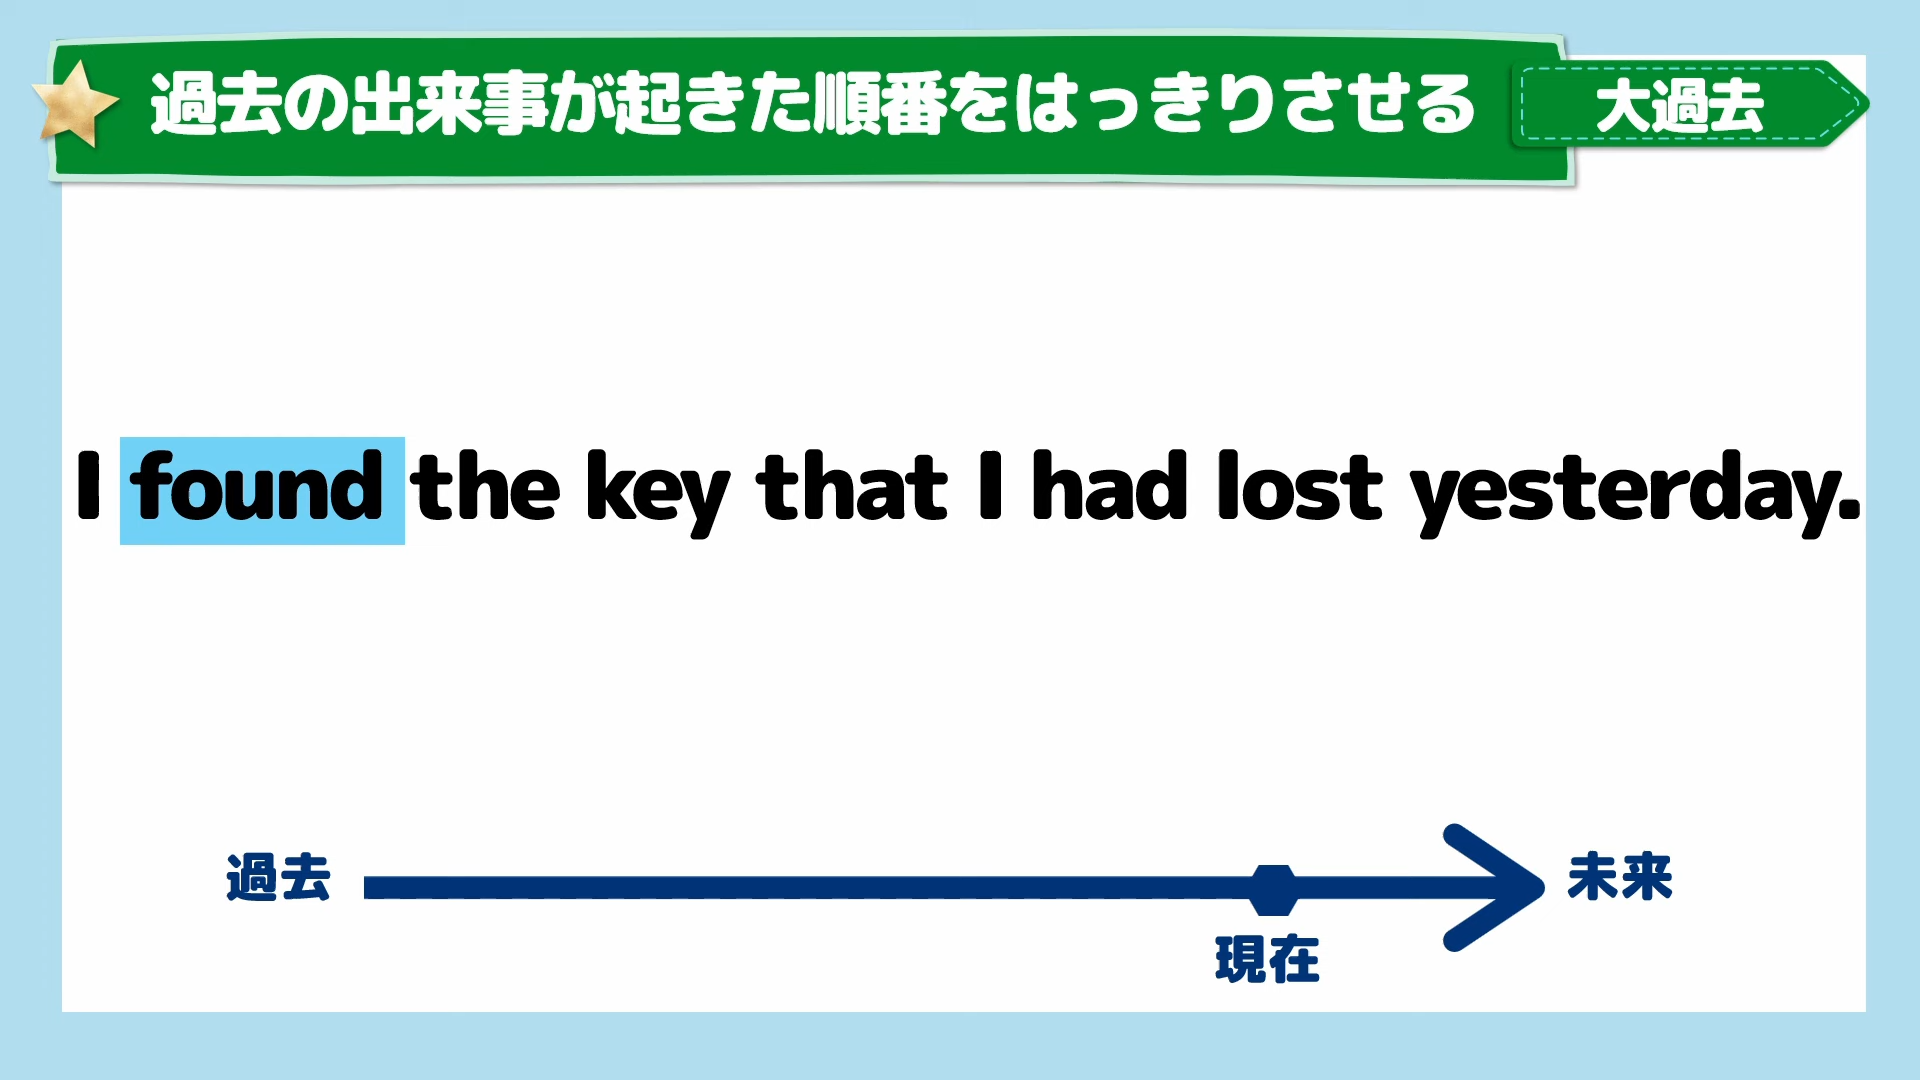 過去の出来事が起きた順番をはっきりさせる
大過去
I found the key that I had lost yesterday.
過去
未来
現在